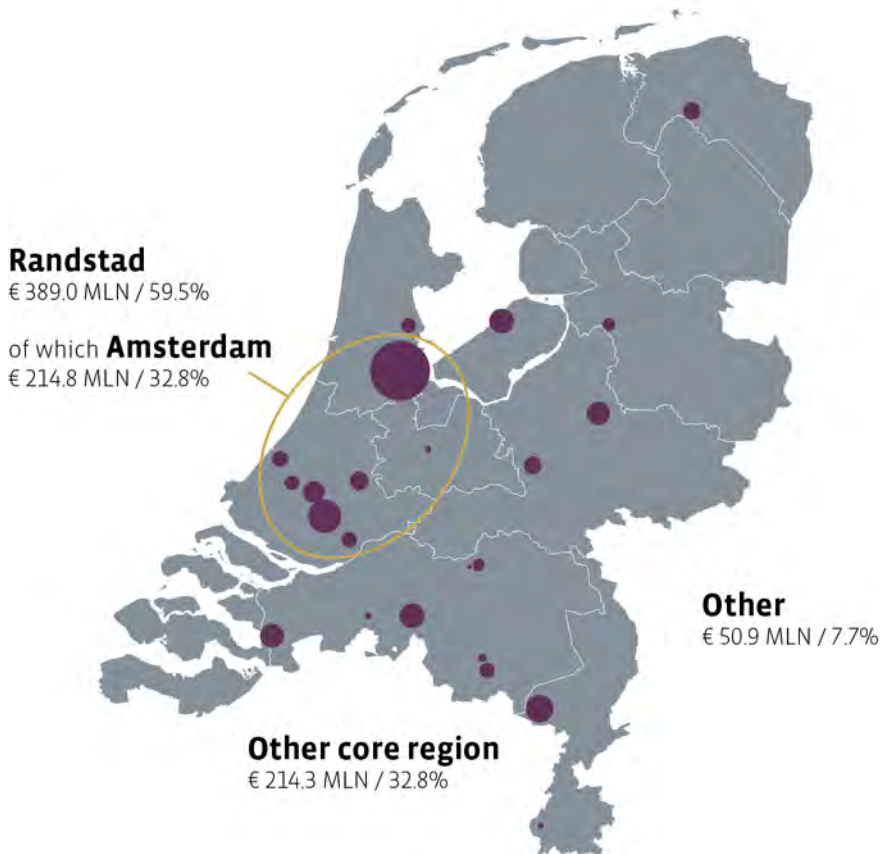 Randstad
€ 389.0 MLN / 59.5%
of which Amsterdam
€ 214.8 MLN / 32.8%
Other
€ 50.9 MLN / 7.7%
Other core region
€ 214.3 MLN / 32.8%